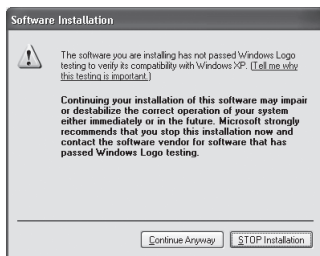 Software Installation
The software you are installing has not passed Windows Logo
testing to verify its compatibility with Windows XP. (Tell me why
this testing is important.)
Continuing your installation of this software may impair
or destabilize the correct operation of your system
either immediately or in the future. Microsoft strongly
recommends that you stop this installation now and
contact the software vendor for software that has
passed Windows Logo testing.
Continue Anyway
STOP Installation